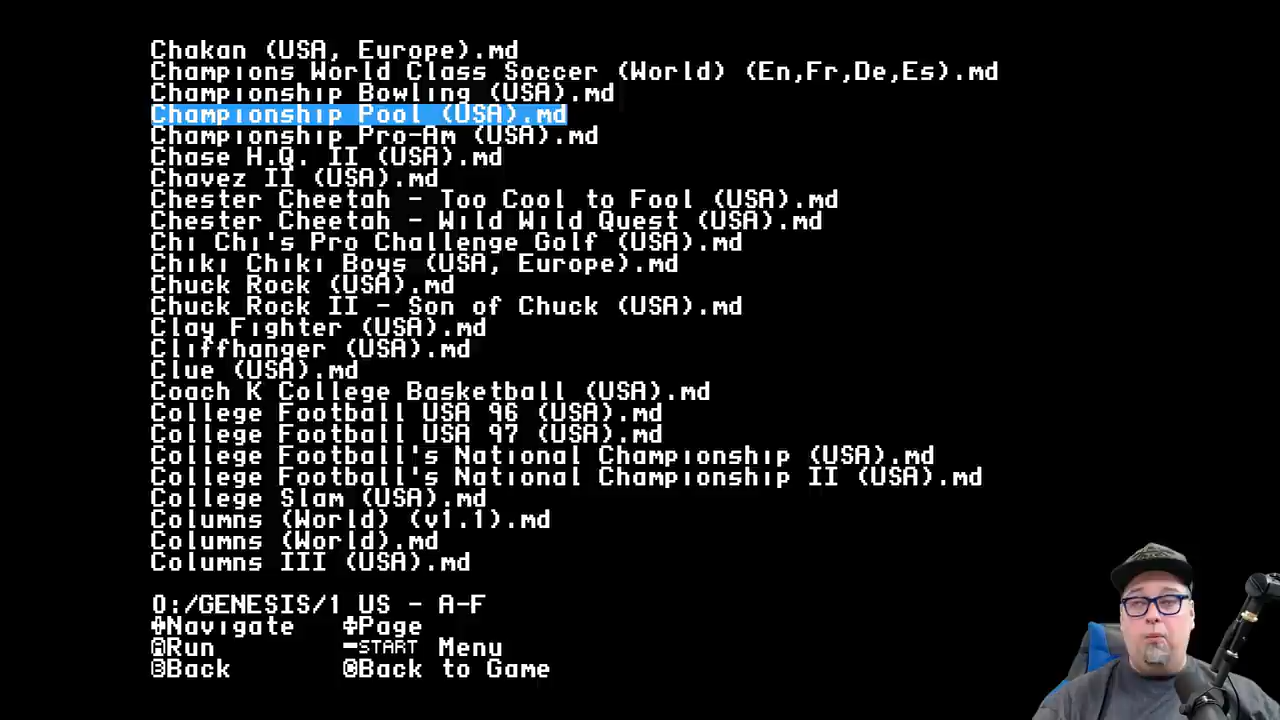 Chakan (USA, Europe).md
Champions World Class Soccer (World) (En,Fr,De,Es).md
Championship Bowling (USA).md
Championship Pool (USA).md
Championship Pro-Am (USA).md
Chase H.Q. II (USA).md
Chavez II (USA).md
Chester Cheetah - Too Cool to Fool (USA).md
Chester Cheetah - Wild Wild Quest (USA).md
Chi Chi's Pro Challenge Golf (USA).md
Chiki Chiki Boys (USA, Europe).md
Chuck Rock (USA).md
Chuck Rock II - Son of Chuck (USA).md
Clay Fighter (USA).md
Cliffhanger (USA).md
Clue (USA).md
Coach K College Basketball (USA).md
College Football USA 96 (USA).md
College Football USA 97 (USA).md
College Football's National Championship (USA).md
College Football's National Championship II (USA).md
College Slam (USA).md
Columns (World) (v1.1).md
Columns (World).md
Columns III (USA).md
0:/GENESIS/1 US - A-F
Navigate Page
A Run START Menu
B Back C Back to Game